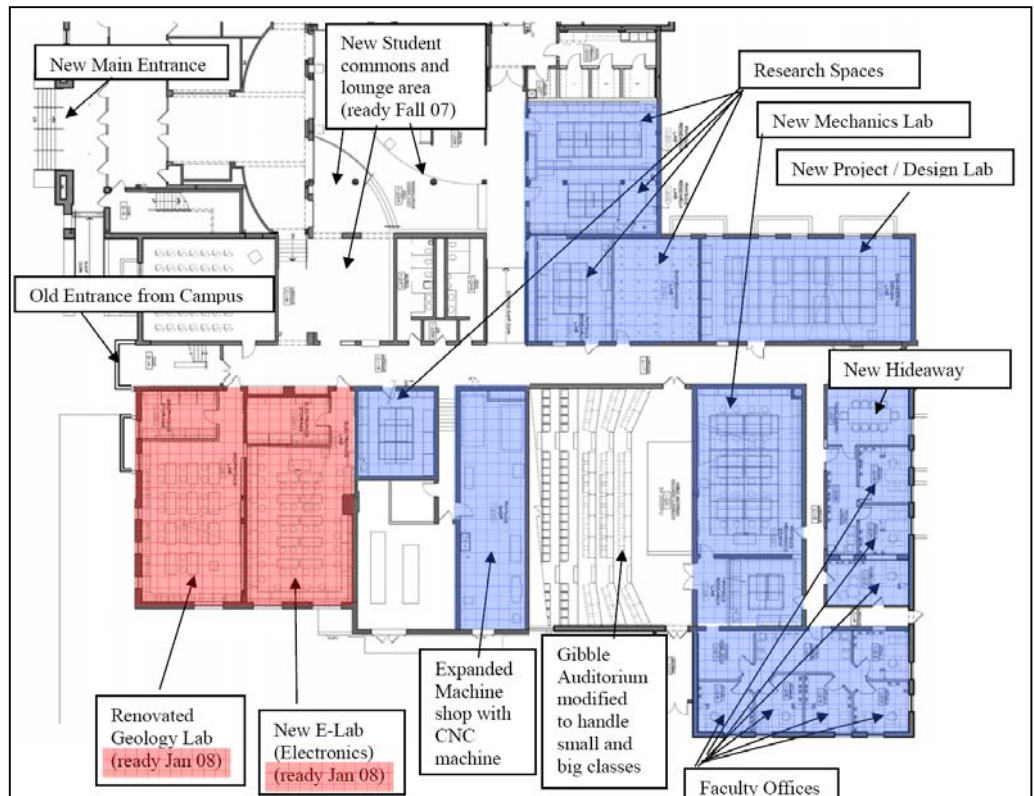 New Main Entrance
New Student
commons and
lounge area
(ready Fall 07)
Research Spaces
New Mechanics Lab
New Project / Design Lab
Old Entrance from Campus
New Hideaway
Renovated
Geology Lab
(ready Jan 08)
New E-Lab
(Electronics)
(ready Jan 08)
Expanded
Machine
shop with
CNC
machine
Gibble
Auditorium
modified
to handle
small and
big classes
Faculty Offices